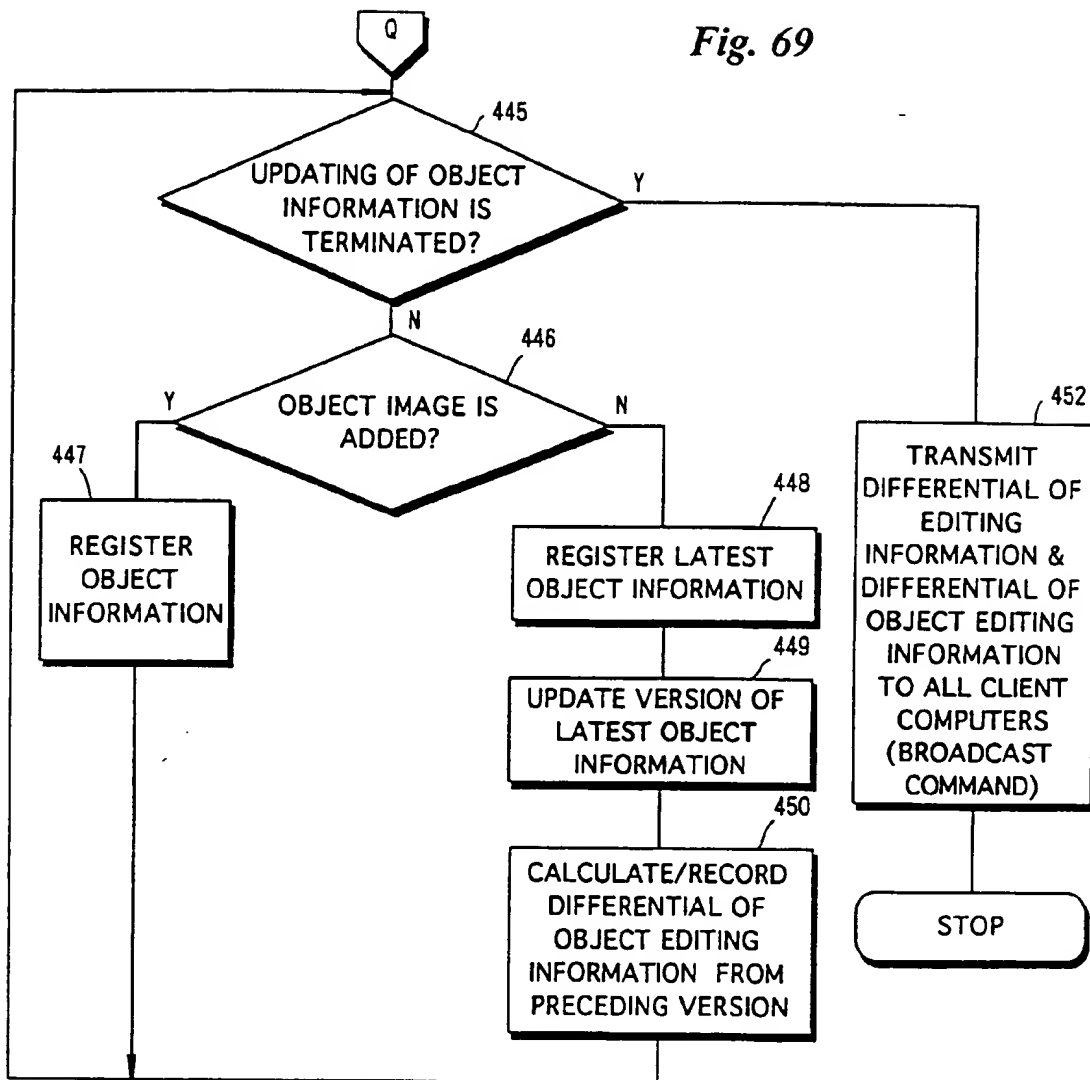 Q
Fig. 69
445
UPDATING OF OBJECT
INFORMATION IS
TERMINATED?
Y
N
446
OBJECT IMAGE IS
ADDED?
Y
N
447
REGISTER
OBJECT
INFORMATION
448
REGISTER LATEST
OBJECT INFORMATION
449
UPDATE VERSION OF
LATEST OBJECT
INFORMATION
450
CALCULATE/RECORD
DIFFERENTIAL OF
OBJECT EDITING
INFORMATION FROM
PRECEDING VERSION
452
TRANSMIT
DIFFERENTIAL OF
EDITING
INFORMATION &
DIFFERENTIAL OF
OBJECT EDITING
INFORMATION
TO ALL CLIENT
COMPUTERS
(BROADCAST
COMMAND)
STOP